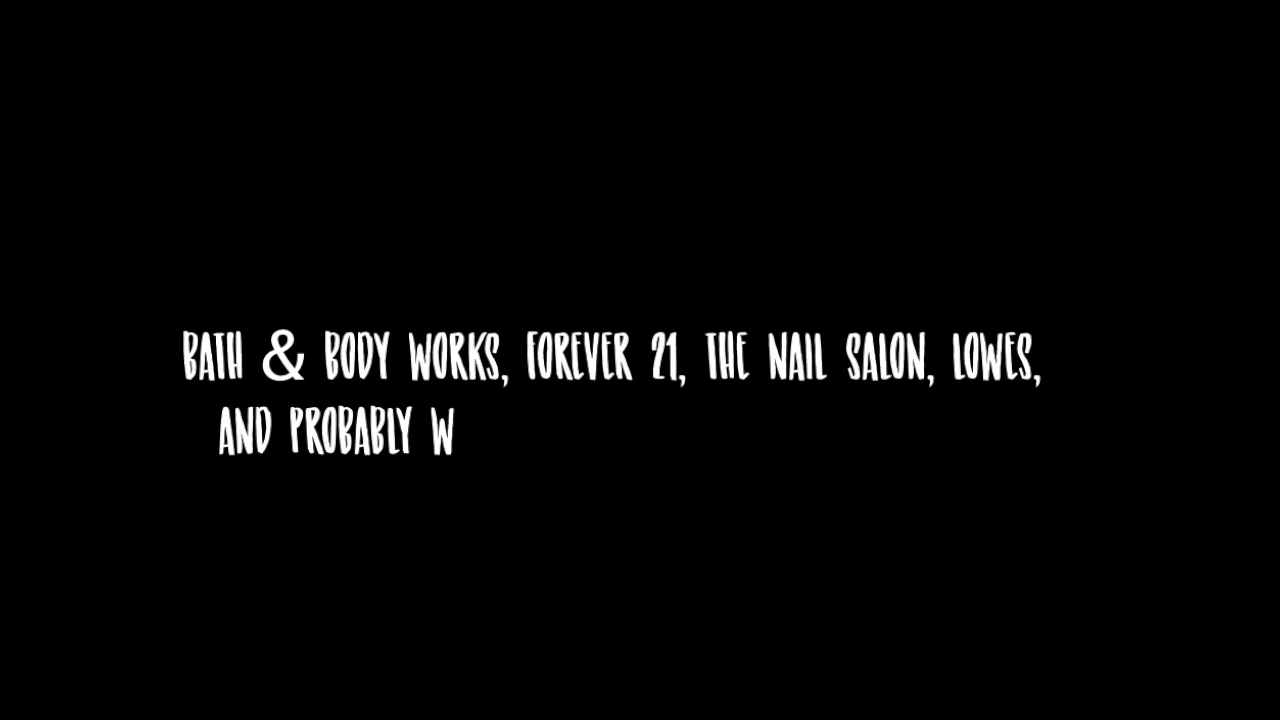 BATH & BODY WORKS, FOREVER 21, THE NAIL SALON, LOWES,
AND PROBABLY W